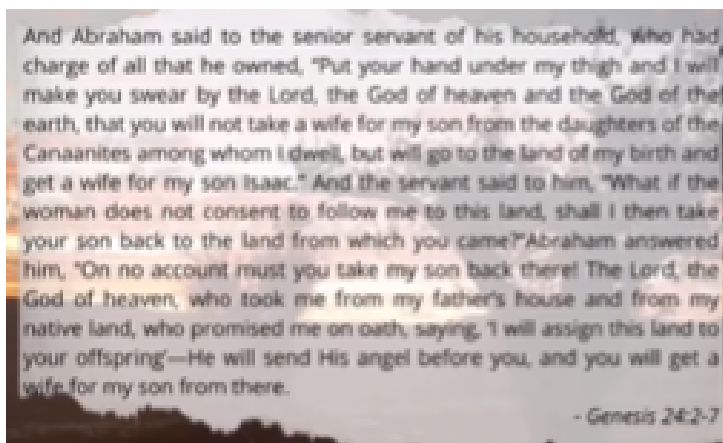 And Abraham said to the senior servant of his household, who had
charge of all that he owned, "Put your hand under my thigh and I will
make you swear by the Lord, the God of heaven and the God of the
earth, that you will not take a wife for my son from the daughters of the
Canaanites among whom I dwell, but will go to the land of my birth and
get a wife for my son Isaac." And the servant said to him, "What if the
woman does not consent to follow me to this land, shall I then take
your son back to the land from which you came?"Abraham answered
him, "On no account must you take my son back there! The Lord, the
God of heaven, who took me from my father's house and from my
native land, who promised me on oath, saying, 'I will assign this land to
your offspring'—He will send His angel before you, and you will get a
wife for my son from there.
- Genesis 24:2-7